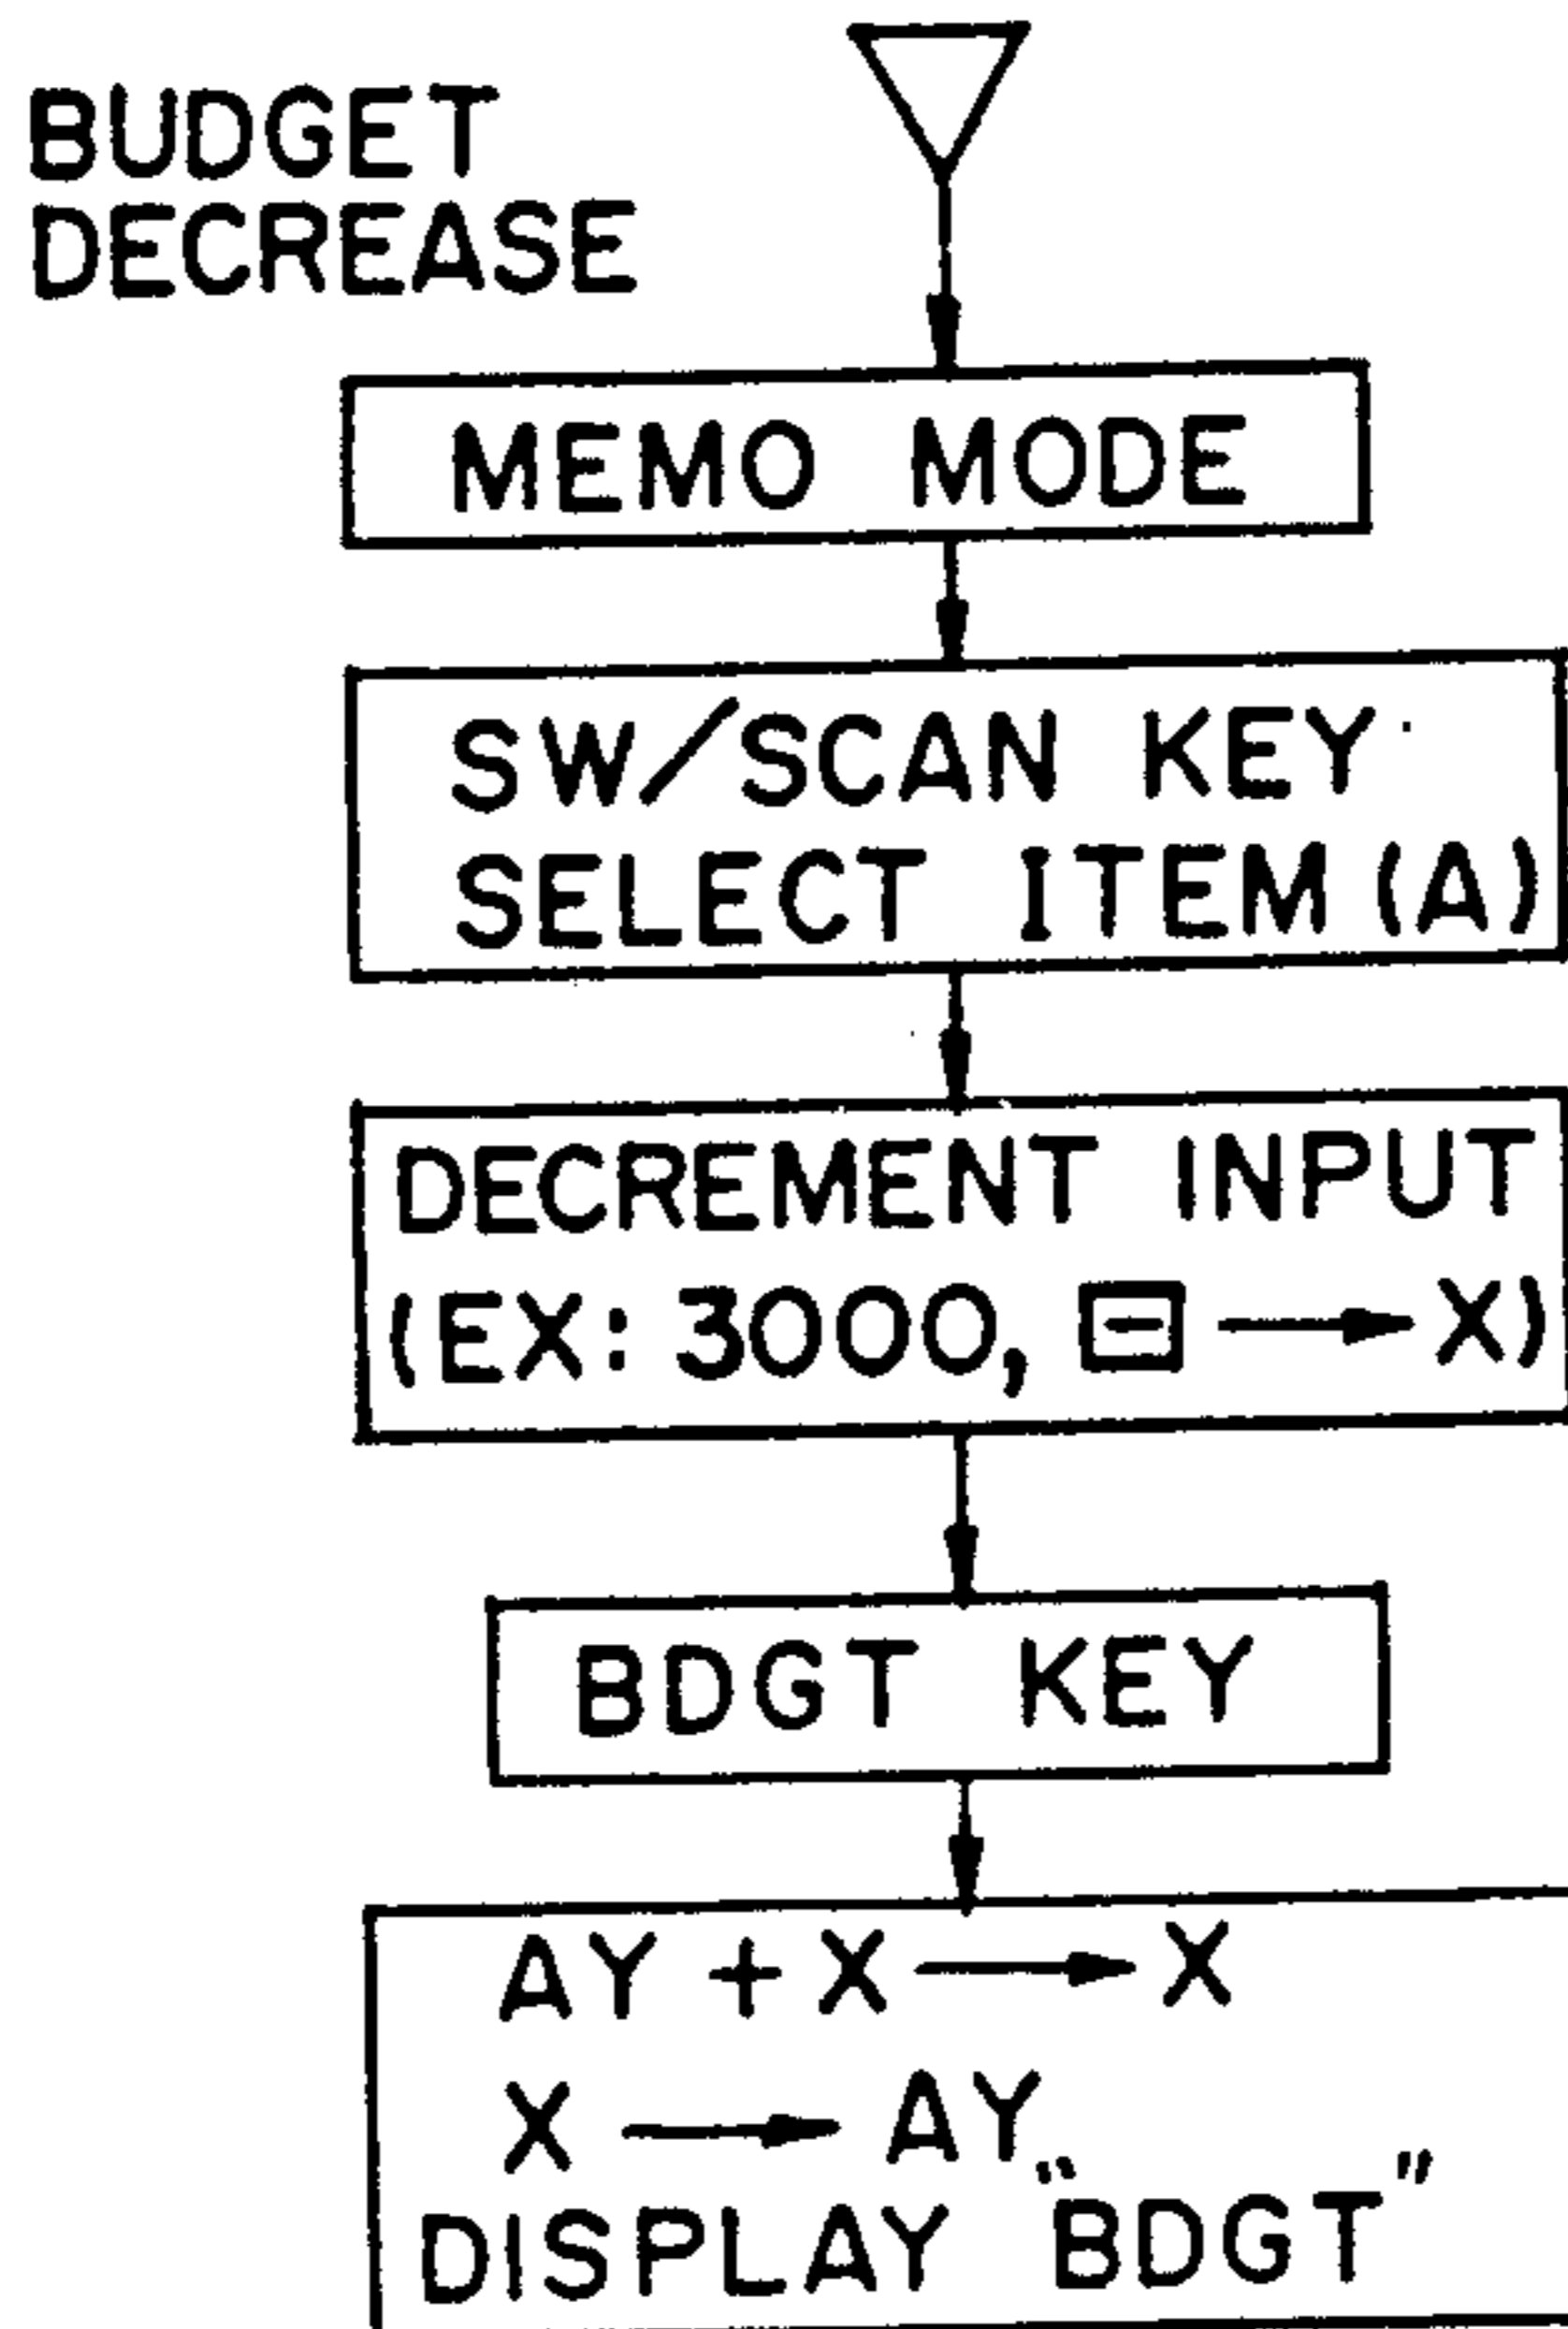 BUDGET
DECREASE
MEMO MODE
SW/SCAN KEY
SELECT ITEM (A)
DECREMENT INPUT
(EX: 3000, ⊟ → X)
BDGT KEY
AY + X → X
X → AY
DISPLAY "BDGT"